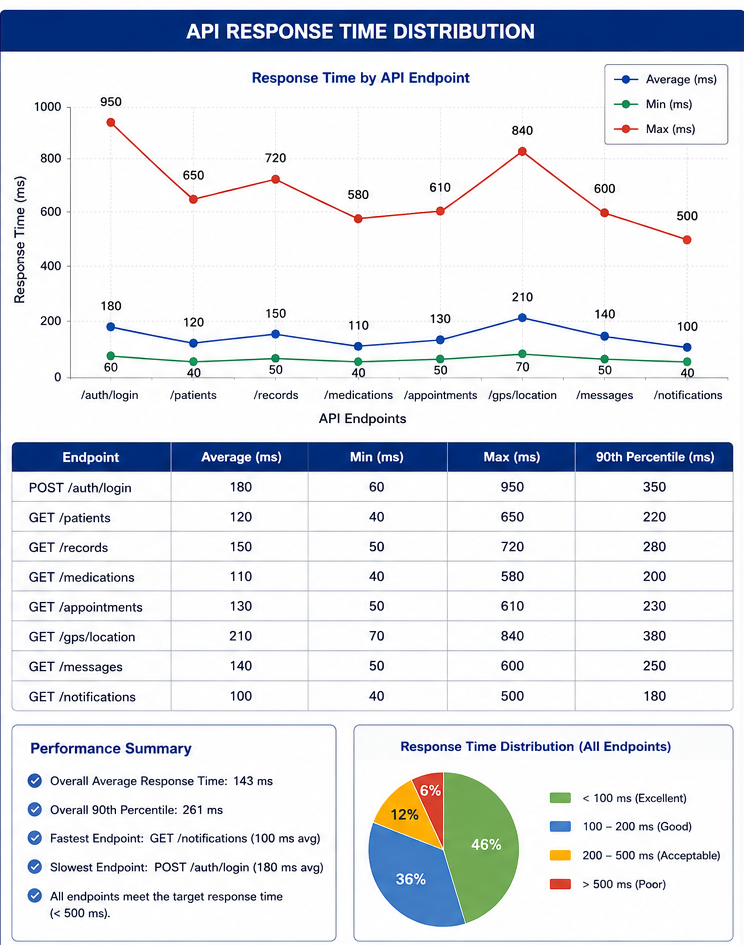 API RESPONSE TIME DISTRIBUTION
Response Time by API Endpoint
Average (ms)
Min (ms)
Max (ms)
Response Time (ms)
1000
800
600
400
200
0
950
650
720
580
610
840
600
500
180
120
150
110
130
210
140
100
60
40
50
40
50
70
50
40
/auth/login /patients /records /medications /appointments /gps/location /messages /notifications
API Endpoints
Endpoint Average (ms) Min (ms) Max (ms) 90th Percentile (ms)
POST /auth/login 180 60 950 350
GET /patients 120 40 650 220
GET /records 150 50 720 280
GET /medications 110 40 580 200
GET /appointments 130 50 610 230
GET /gps/location 210 70 840 380
GET /messages 140 50 600 250
GET /notifications 100 40 500 180
Performance Summary
Overall Average Response Time: 143 ms
Overall 90th Percentile: 261 ms
Fastest Endpoint: GET /notifications (100 ms avg)
Slowest Endpoint: POST /auth/login (180 ms avg)
All endpoints meet the target response time
(< 500 ms).
Response Time Distribution (All Endpoints)
6%
12%
46%
36%
< 100 ms (Excellent)
100 – 200 ms (Good)
200 – 500 ms (Acceptable)
> 500 ms (Poor)